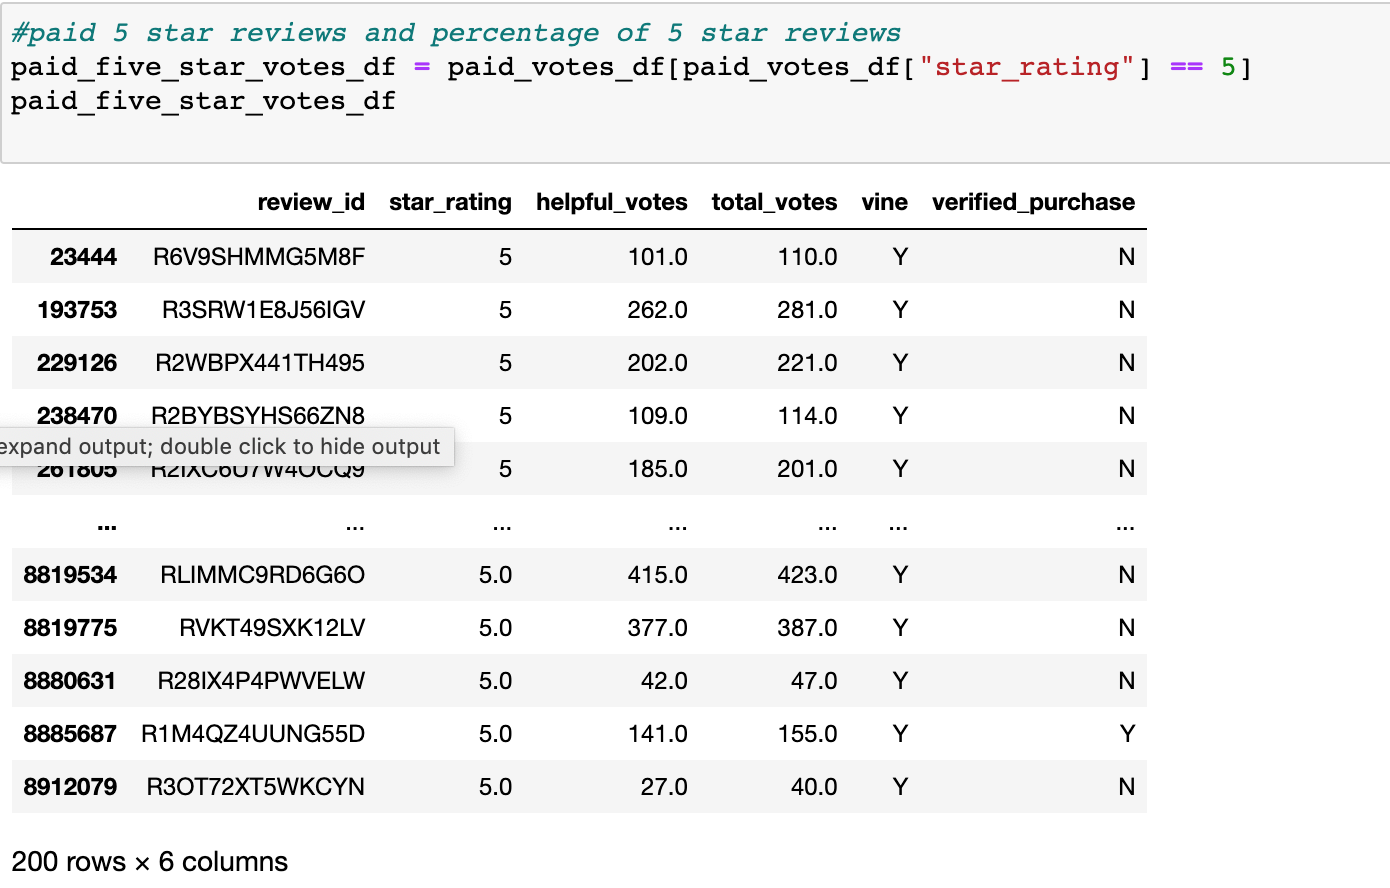 #paid 5 star reviews and percentage of 5 star reviews
paid_five_star_votes_df = paid_votes_df[paid_votes_df["star_rating"] == 5]
paid_five_star_votes_df
review_id star_rating helpful_votes total_votes vine verified_purchase
23444 R6V9SHMMG5M8F 5 101.0 110.0 Y N
193753 R3SRW1E8J56IGV 5 262.0 281.0 Y N
229126 R2WBPX441TH495 5 202.0 221.0 Y N
238470 R2BYBSYHS66ZN8 5 109.0 114.0 Y N
expand output; double click to hide output
261805 5 185.0 201.0 Y N
... ... ... ... ... ... ...
8819534 RLIMMC9RD6G6O 5.0 415.0 423.0 Y N
8819775 RVKT49SXK12LV 5.0 377.0 387.0 Y N
8880631 R28IX4P4PWVELW 5.0 42.0 47.0 Y N
8885687 R1M4QZ4UUNG55D 5.0 141.0 155.0 Y Y
8912079 R3OT72XT5WKCYN 5.0 27.0 40.0 Y N
200 rows × 6 columns